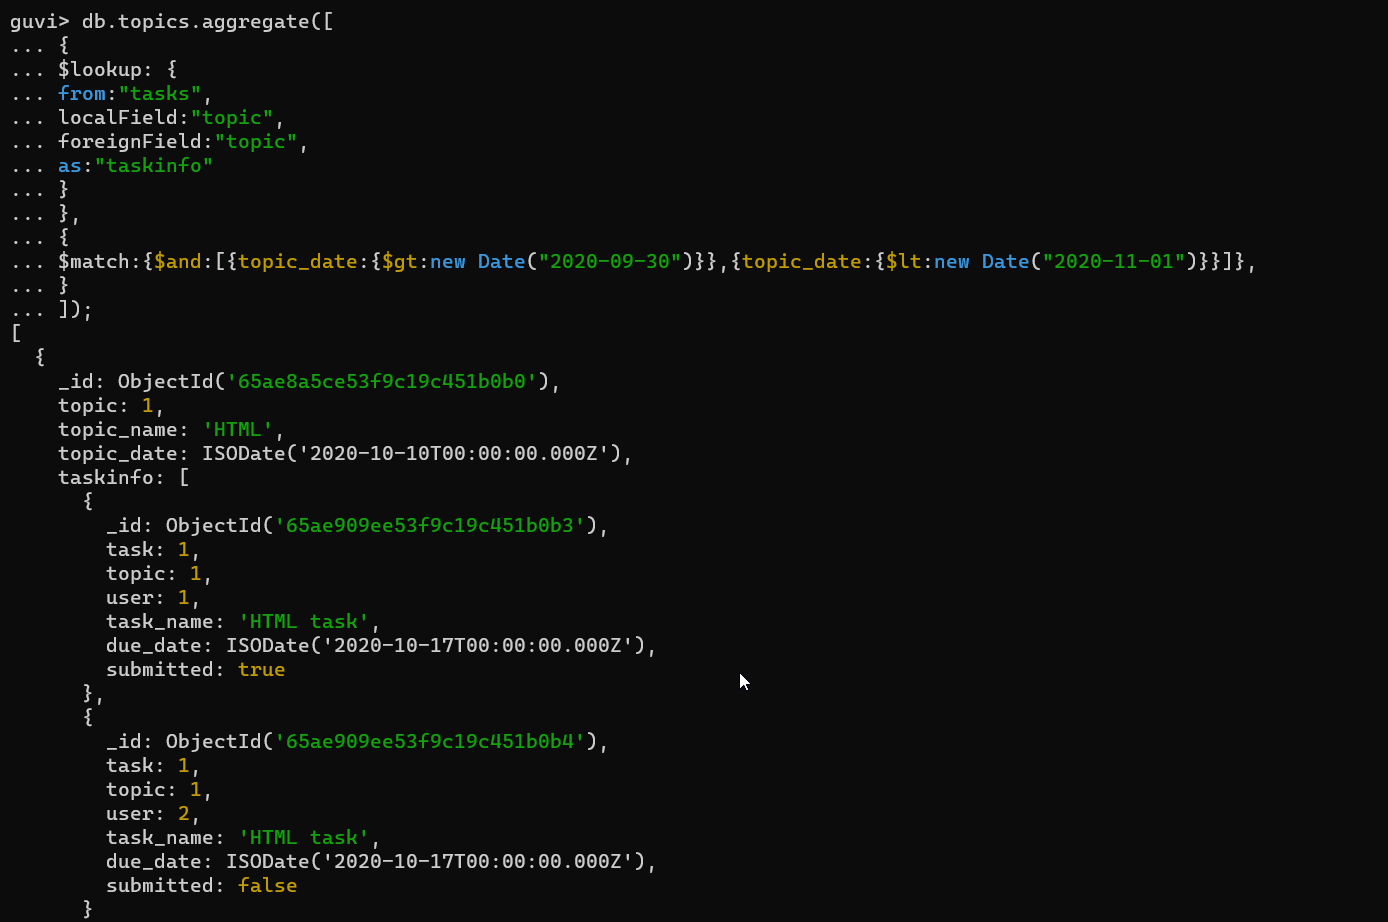 guvi> db.topics.aggregate([
... {
... $lookup: {
... from:"tasks",
... localField:"topic",
... foreignField:"topic",
... as:"taskinfo"
... }
... },
... {
... $match:{$and:[{topic_date:{$gt:new Date("2020-09-30")}},{topic_date:{$lt:new Date("2020-11-01")}}]},
... }
... ]);
[
  {
    _id: ObjectId('65ae8a5ce53f9c19c451b0b0'),
    topic: 1,
    topic_name: 'HTML',
    topic_date: ISODate('2020-10-10T00:00:00.000Z'),
    taskinfo: [
      {
        _id: ObjectId('65ae909ee53f9c19c451b0b3'),
        task: 1,
        topic: 1,
        user: 1,
        task_name: 'HTML task',
        due_date: ISODate('2020-10-17T00:00:00.000Z'),
        submitted: true
      },
      {
        _id: ObjectId('65ae909ee53f9c19c451b0b4'),
        task: 1,
        topic: 1,
        user: 2,
        task_name: 'HTML task',
        due_date: ISODate('2020-10-17T00:00:00.000Z'),
        submitted: false
      }